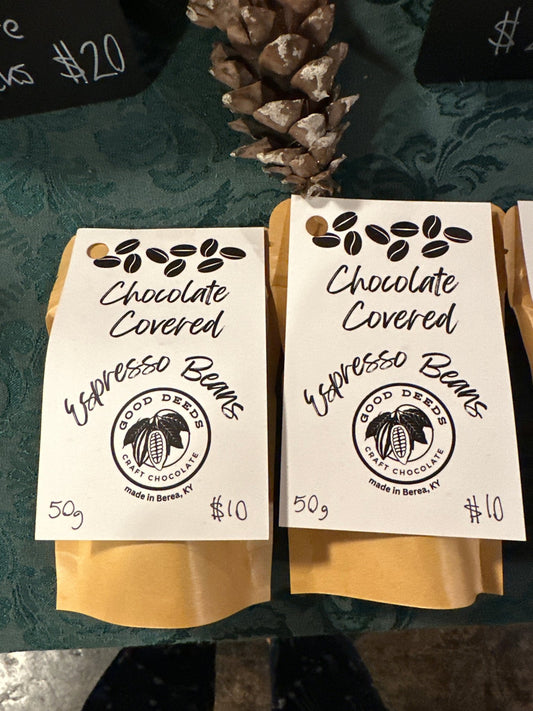 $20
$
Chocolate
Covered
Espresso Beans
GOOD DEEDS
CRAFT CHOCOLATE
made in Berea, KY
50g
$10
Chocolate
Covered
Espresso Beans
GOOD DEEDS
CRAFT CHOCOLATE
made in Berea, KY
50g
$10